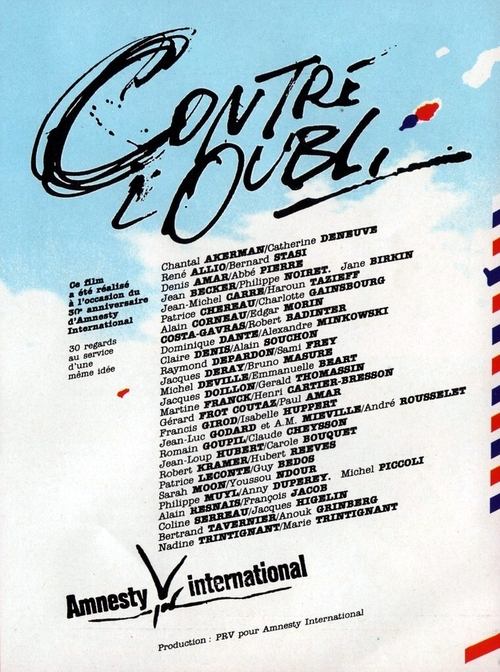 CONTRE
L'OUBLI
Chantal AKERMAN/Catherine DENEUVE
René ALLIO/Bernard STASI
Denis AMAR/Abbé PIERRE
Jean BECKER/Philippe NOIRET. Jane BIRKIN
Jean-Michel CARRE/Haroun TAZIEFF
Patrice CHEREAU/Charlotte GAINSBOURG
Alain CORNEAU/Edgar MORIN
COSTA-GAVRAS/Robert BADINTER
Dominique DANTE/Alexandre MINKOWSKI
Claire DENIS/Alain SOUCHON
Raymond DEPARDON/Sami FREY
Jacques DERAY/Bruno MASURE
Michel DEVILLE/Emmanuelle BEART
Jacques DOILLON/Gerald THOMASSIN
Martine FRANCK/Henri CARTIER-BRESSON
Gérard FROT COUTAZ/Paul AMAR
Francis GIROD/Isabelle HUPPERT
Jean-Luc GODARD et A.M. MIEVILLE/André ROUSSELET
Romain GOUPIL/Claude CHEYSSON
Jean-Loup HUBERT/Carole BOUQUET
Robert KRAMER/Hubert REEVES
Patrice LECONTE/Guy BEDOS
Sarah MOON/Youssou NDOUR
Philippe MUYL/Anny DUPEREY. Michel PICCOLI
Alain RESNAIS/François JACOB
Coline SERREAU/Jacques HIGELIN
Bertrand TAVERNIER/Anouk GRINBERG
Nadine TRINTIGNANT/Marie TRINTIGNANT
Ce film
a été réalisé
à l'occasion du
30e anniversaire
d'Amnesty
International
30 regards
au service
d'une
même idée
Amnesty international
Production : PRV pour Amnesty International